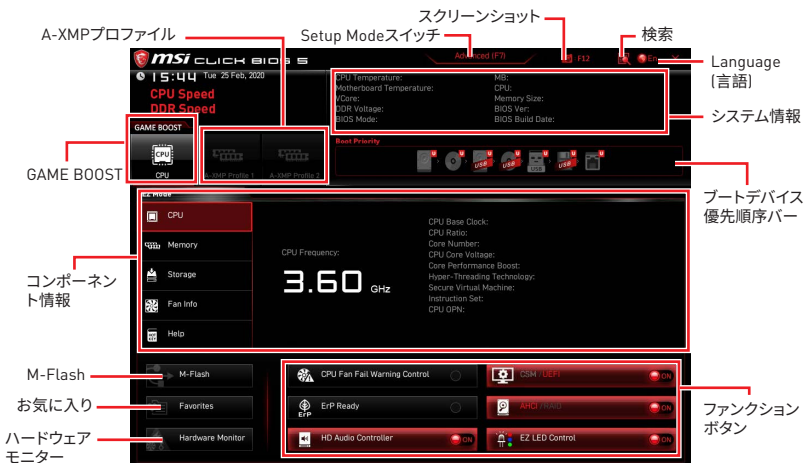 スクリーンショット
A-XMPプロファイル
Setup Modeスイッチ
検索
msi CLICK BIOS 5
Advanced (F7)
F12
En
X
Language
(言語)
15:44 Tue 25 Feb, 2020
CPU Speed
DDR Speed
CPU Temperature:
Motherboard Temperature:
VCore:
DDR Voltage:
BIOS Mode:
MB:
CPU:
Memory Size:
BIOS Ver:
BIOS Build Date:
システム情報
GAME BOOST
CPU
CPU
A-XMP Profile 1
A-XMP Profile 2
Boot Priority
U
U
USB U
USB U
USB U
USB U
U
GAME BOOST
ブートデバイス
優先順序バー
EZ Mode
CPU
Memory
Storage
Fan Info
Help
CPU Frequency:
3.60 GHz
CPU Base Clock:
CPU Ratio:
Core Number:
CPU Core Voltage:
Core Performance Boost:
Hyper-Threading Technology:
Secure Virtual Machine:
Instruction Set:
CPU OPN:
コンポーネン
ト情報
M-Flash
お気に入り
ハードウェア
モニター
M-Flash
Favorites
Hardware Monitor
CPU Fan Fail Warning Control
ErP
ErP Ready
HD Audio Controller
ON
CSM /UEFI
ON
AHCI /RAID
ON
EZ LED Control
ON
ファンクション
ボタン